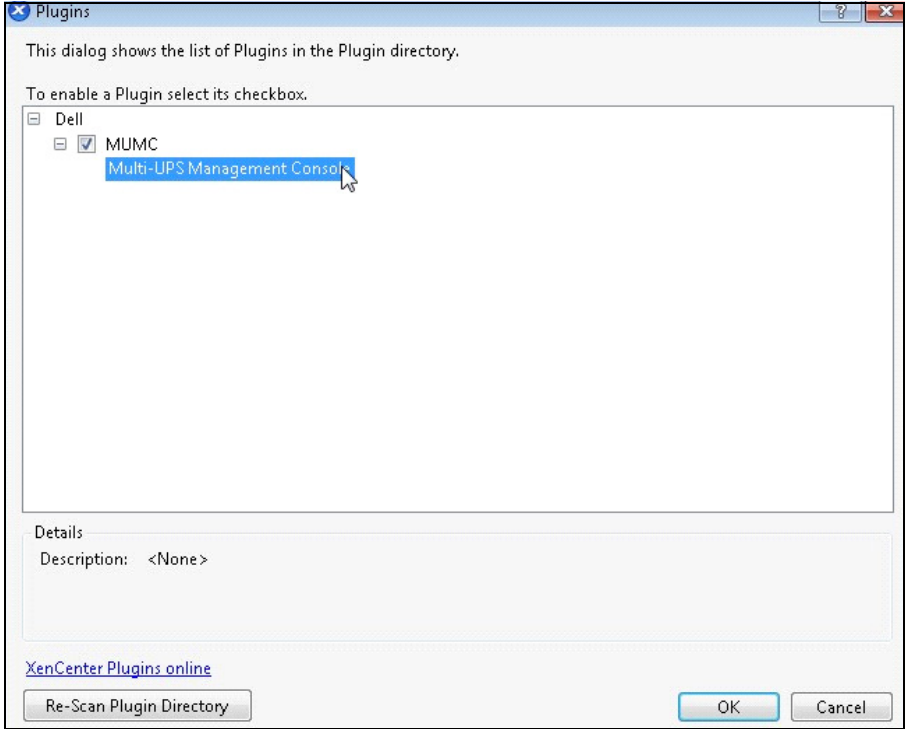 Plugins
This dialog shows the list of Plugins in the Plugin directory.
To enable a Plugin select its checkbox.
Dell
MUMC
Multi-UPS Management Console
Details
Description: <None>
XenCenter Plugins online
Re-Scan Plugin Directory
OK
Cancel